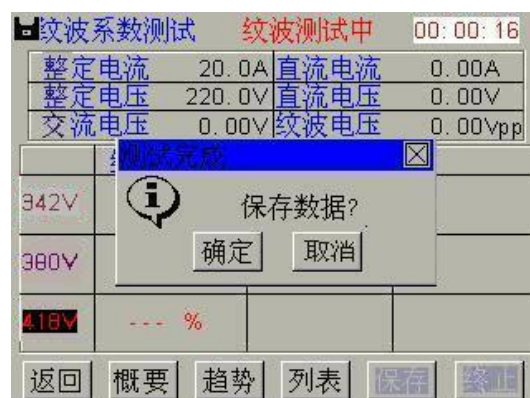 纹波系数测试 纹波测试中 00:00:16
整定电流 20.0A 直流电流 0.00A
整定电压 220.0V 直流电压 0.00V
交流电压 0.00V 纹波电压 0.00Vpp
测试完成
342V
保存数据?
380V
确定 取消
418V --- %
返回 概要 趋势 列表 保存 终止